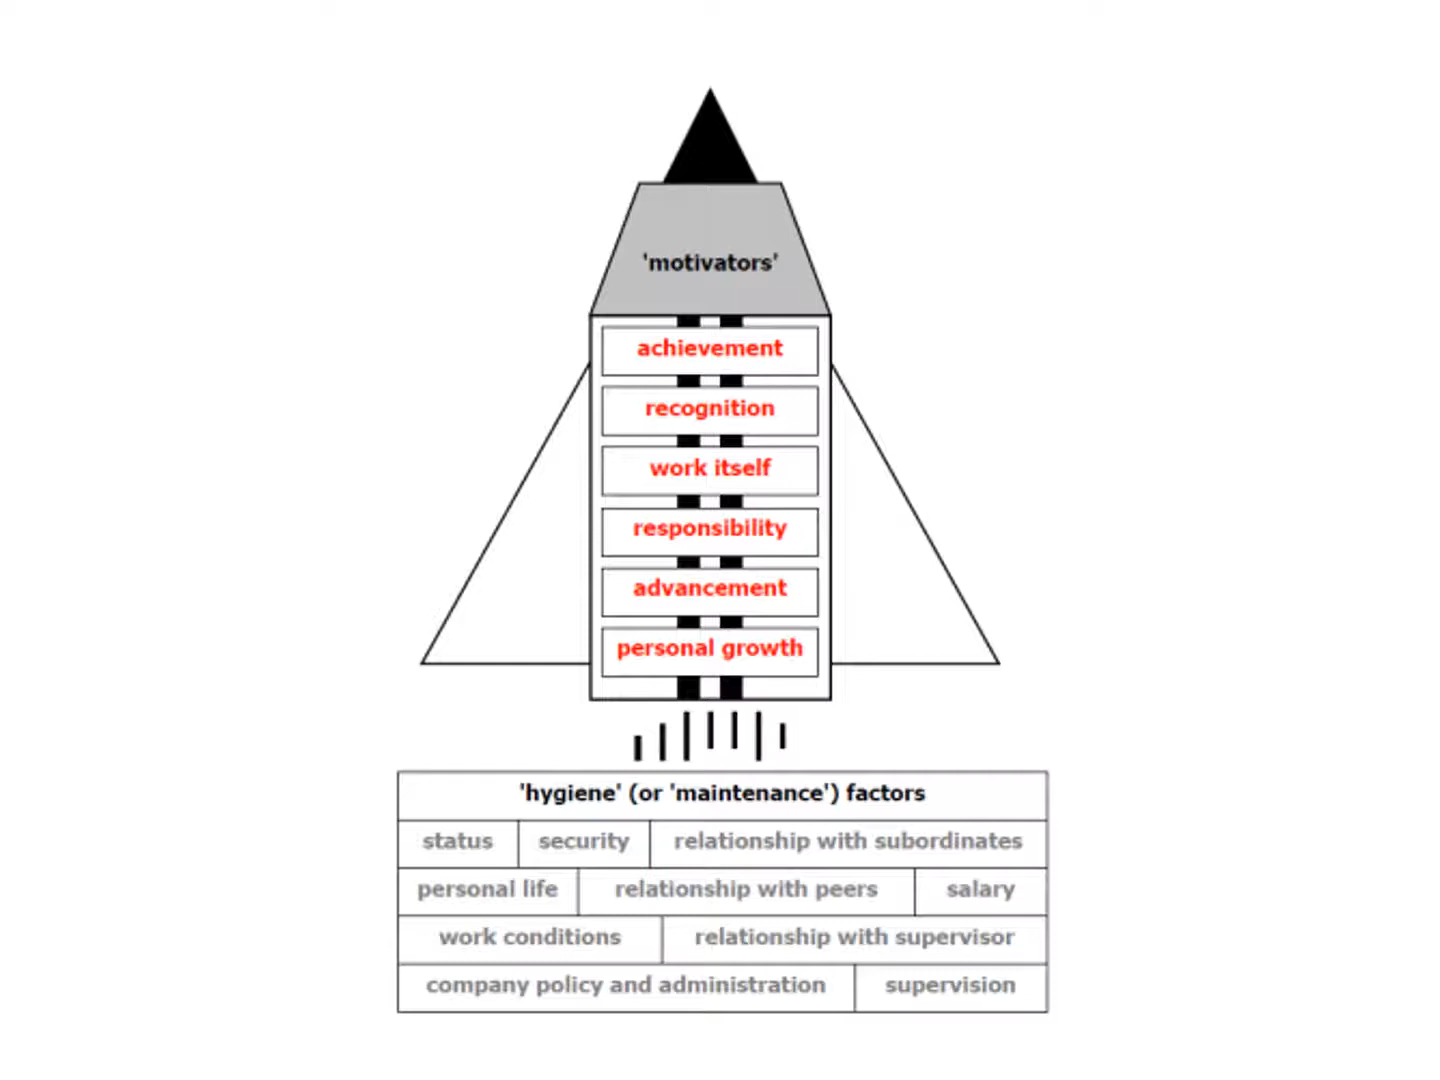 'motivators'
achievement
recognition
work itself
responsibility
advancement
personal growth
'hygiene' (or 'maintenance') factors
status security relationship with subordinates
personal life relationship with peers salary
work conditions relationship with supervisor
company policy and administration supervision